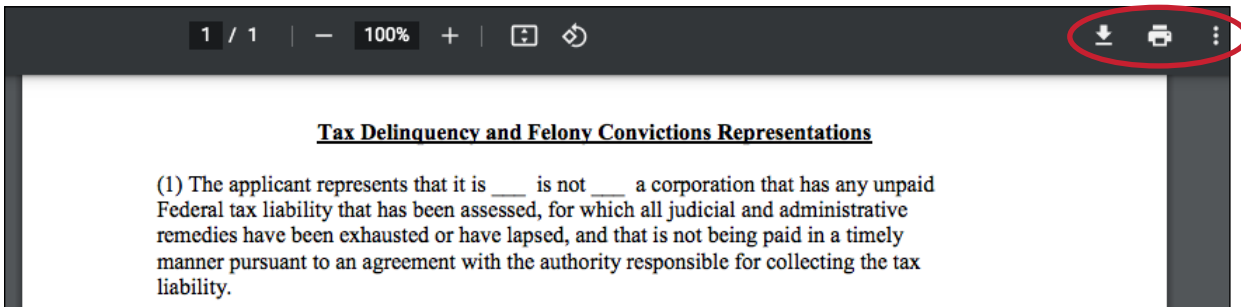 1 / 1 | − 100% + |
Tax Delinquency and Felony Convictions Representations
(1) The applicant represents that it is ___ is not ___ a corporation that has any unpaid
Federal tax liability that has been assessed, for which all judicial and administrative
remedies have been exhausted or have lapsed, and that is not being paid in a timely
manner pursuant to an agreement with the authority responsible for collecting the tax
liability.